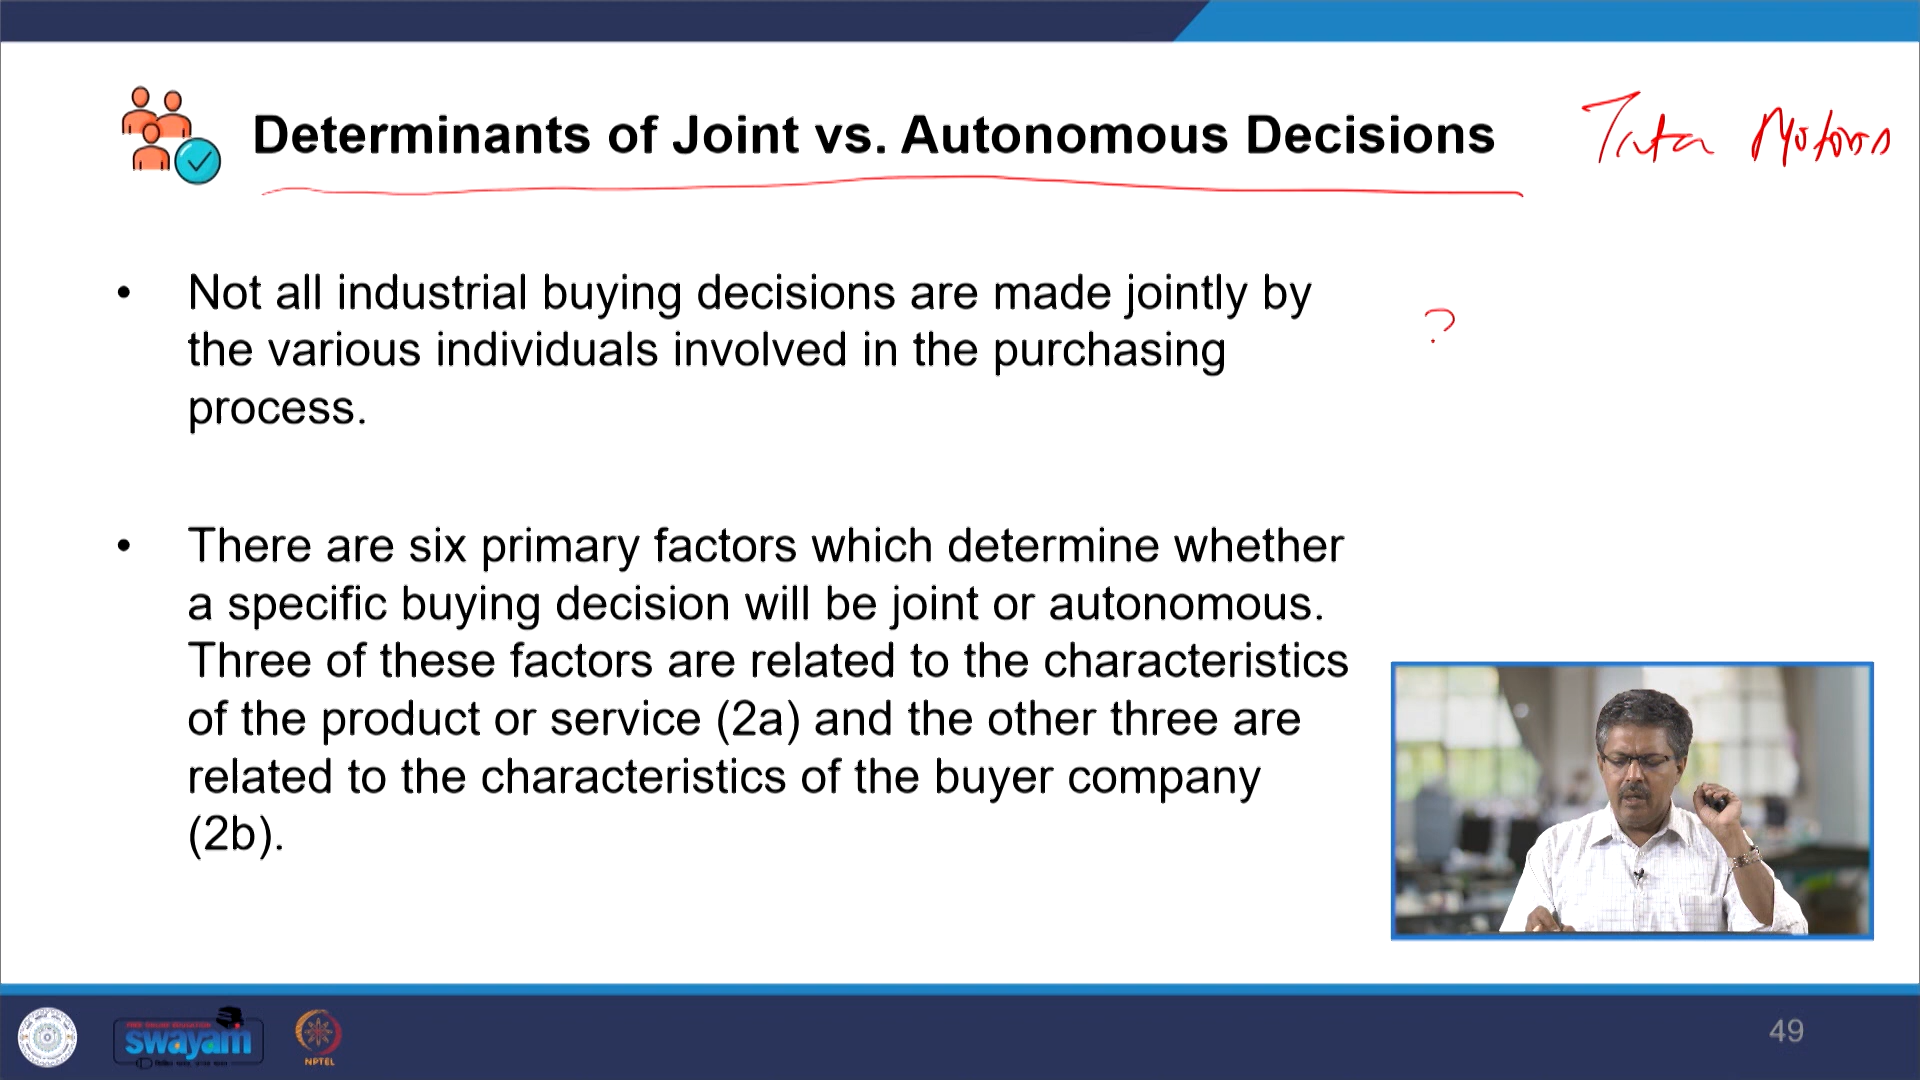 Determinants of Joint vs. Autonomous Decisions
Tata Motors
• Not all industrial buying decisions are made jointly by
the various individuals involved in the purchasing
process.
?
• There are six primary factors which determine whether
a specific buying decision will be joint or autonomous.
Three of these factors are related to the characteristics
of the product or service (2a) and the other three are
related to the characteristics of the buyer company
(2b).
swayam
NPTEL
49